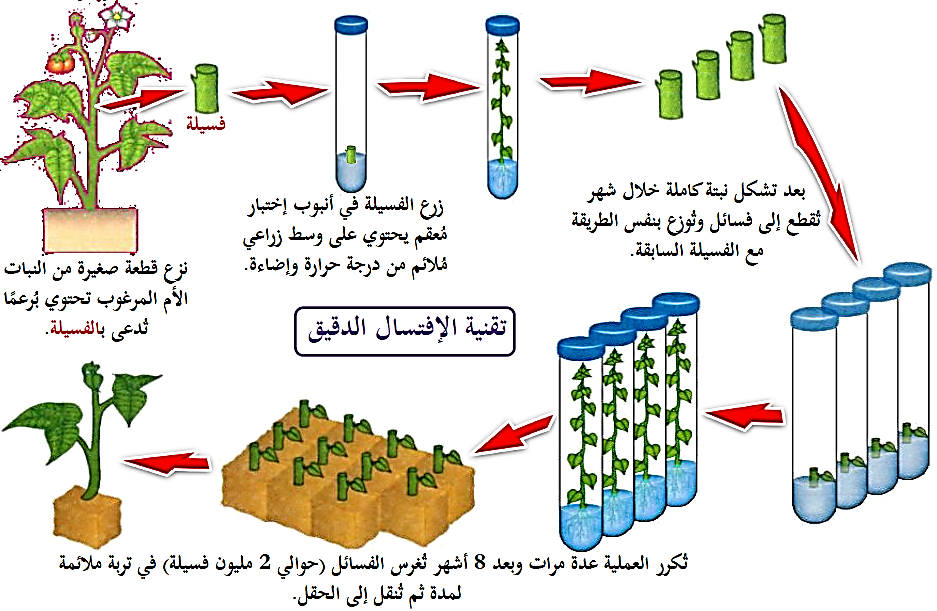 فسيلة
نزع قطعة صغيرة من النبات
الأم المرغوب تحتوي بُرعمًا
تُدعى بالفسيلة.
زرع الفسيلة في أنبوب إختبار
مُعقم يحتوي على وسط زراعي
مُلائم من درجة حرارة وإضاءة.
بعد تشكل نبتة كاملة خلال شهر
تُقطع إلى فسائل وتُوزع بنفس الطريقة
مع الفسيلة السابقة.
تقنية الإفتسال الدقيق
تُكرر العملية عدة مرات وبعد 8 أشهر تُغرس الفسائل (حوالي 2 مليون فسيلة) في تربة ملائمة
لمدة ثم تُنقل إلى الحقل.